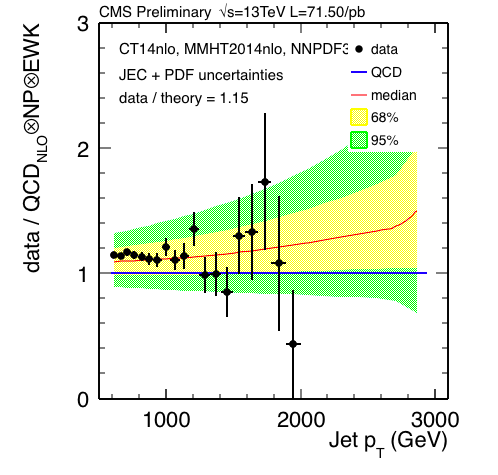 CMS Preliminary √s=13TeV L=71.50/pb
3
CT14nlo, MMHT2014nlo, NNPDF3
JEC + PDF uncertainties
data / theory = 1.15
data
QCD
median
68%
95%
data / QCD_NLO⊗NP⊗EWK
2
1
0
1000
2000
3000
Jet p_T (GeV)